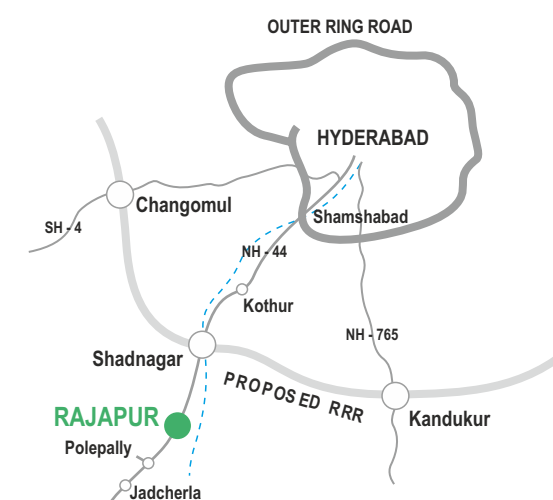 OUTER RING ROAD
HYDERABAD
Changomul
Shamshabad
SH - 4
NH - 44
Kothur
NH - 765
Shadnagar
PROPOSED RRR
RAJAPUR
Kandukur
Polepally
Jadcherla